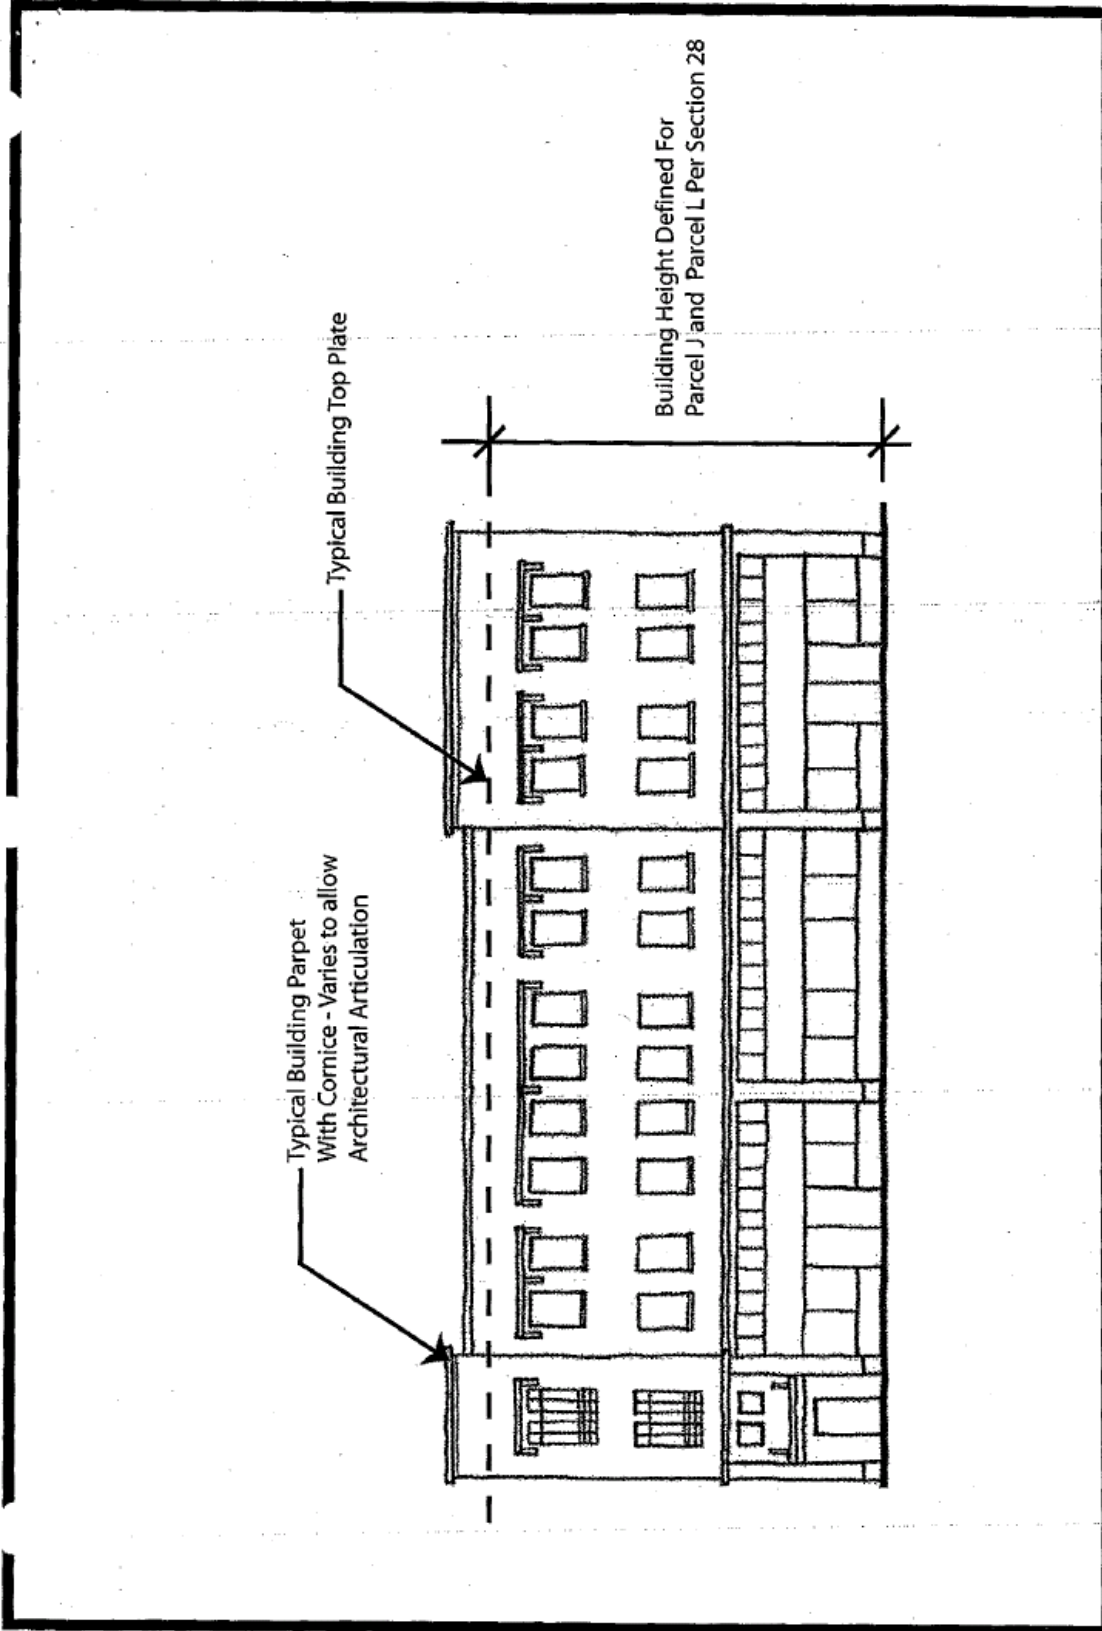 Typical Building Parpet
With Cornice - Varies to allow
Architectural Articulation
Typical Building Top Plate
Building Height Defined For
Parcel J and Parcel L Per Section 28